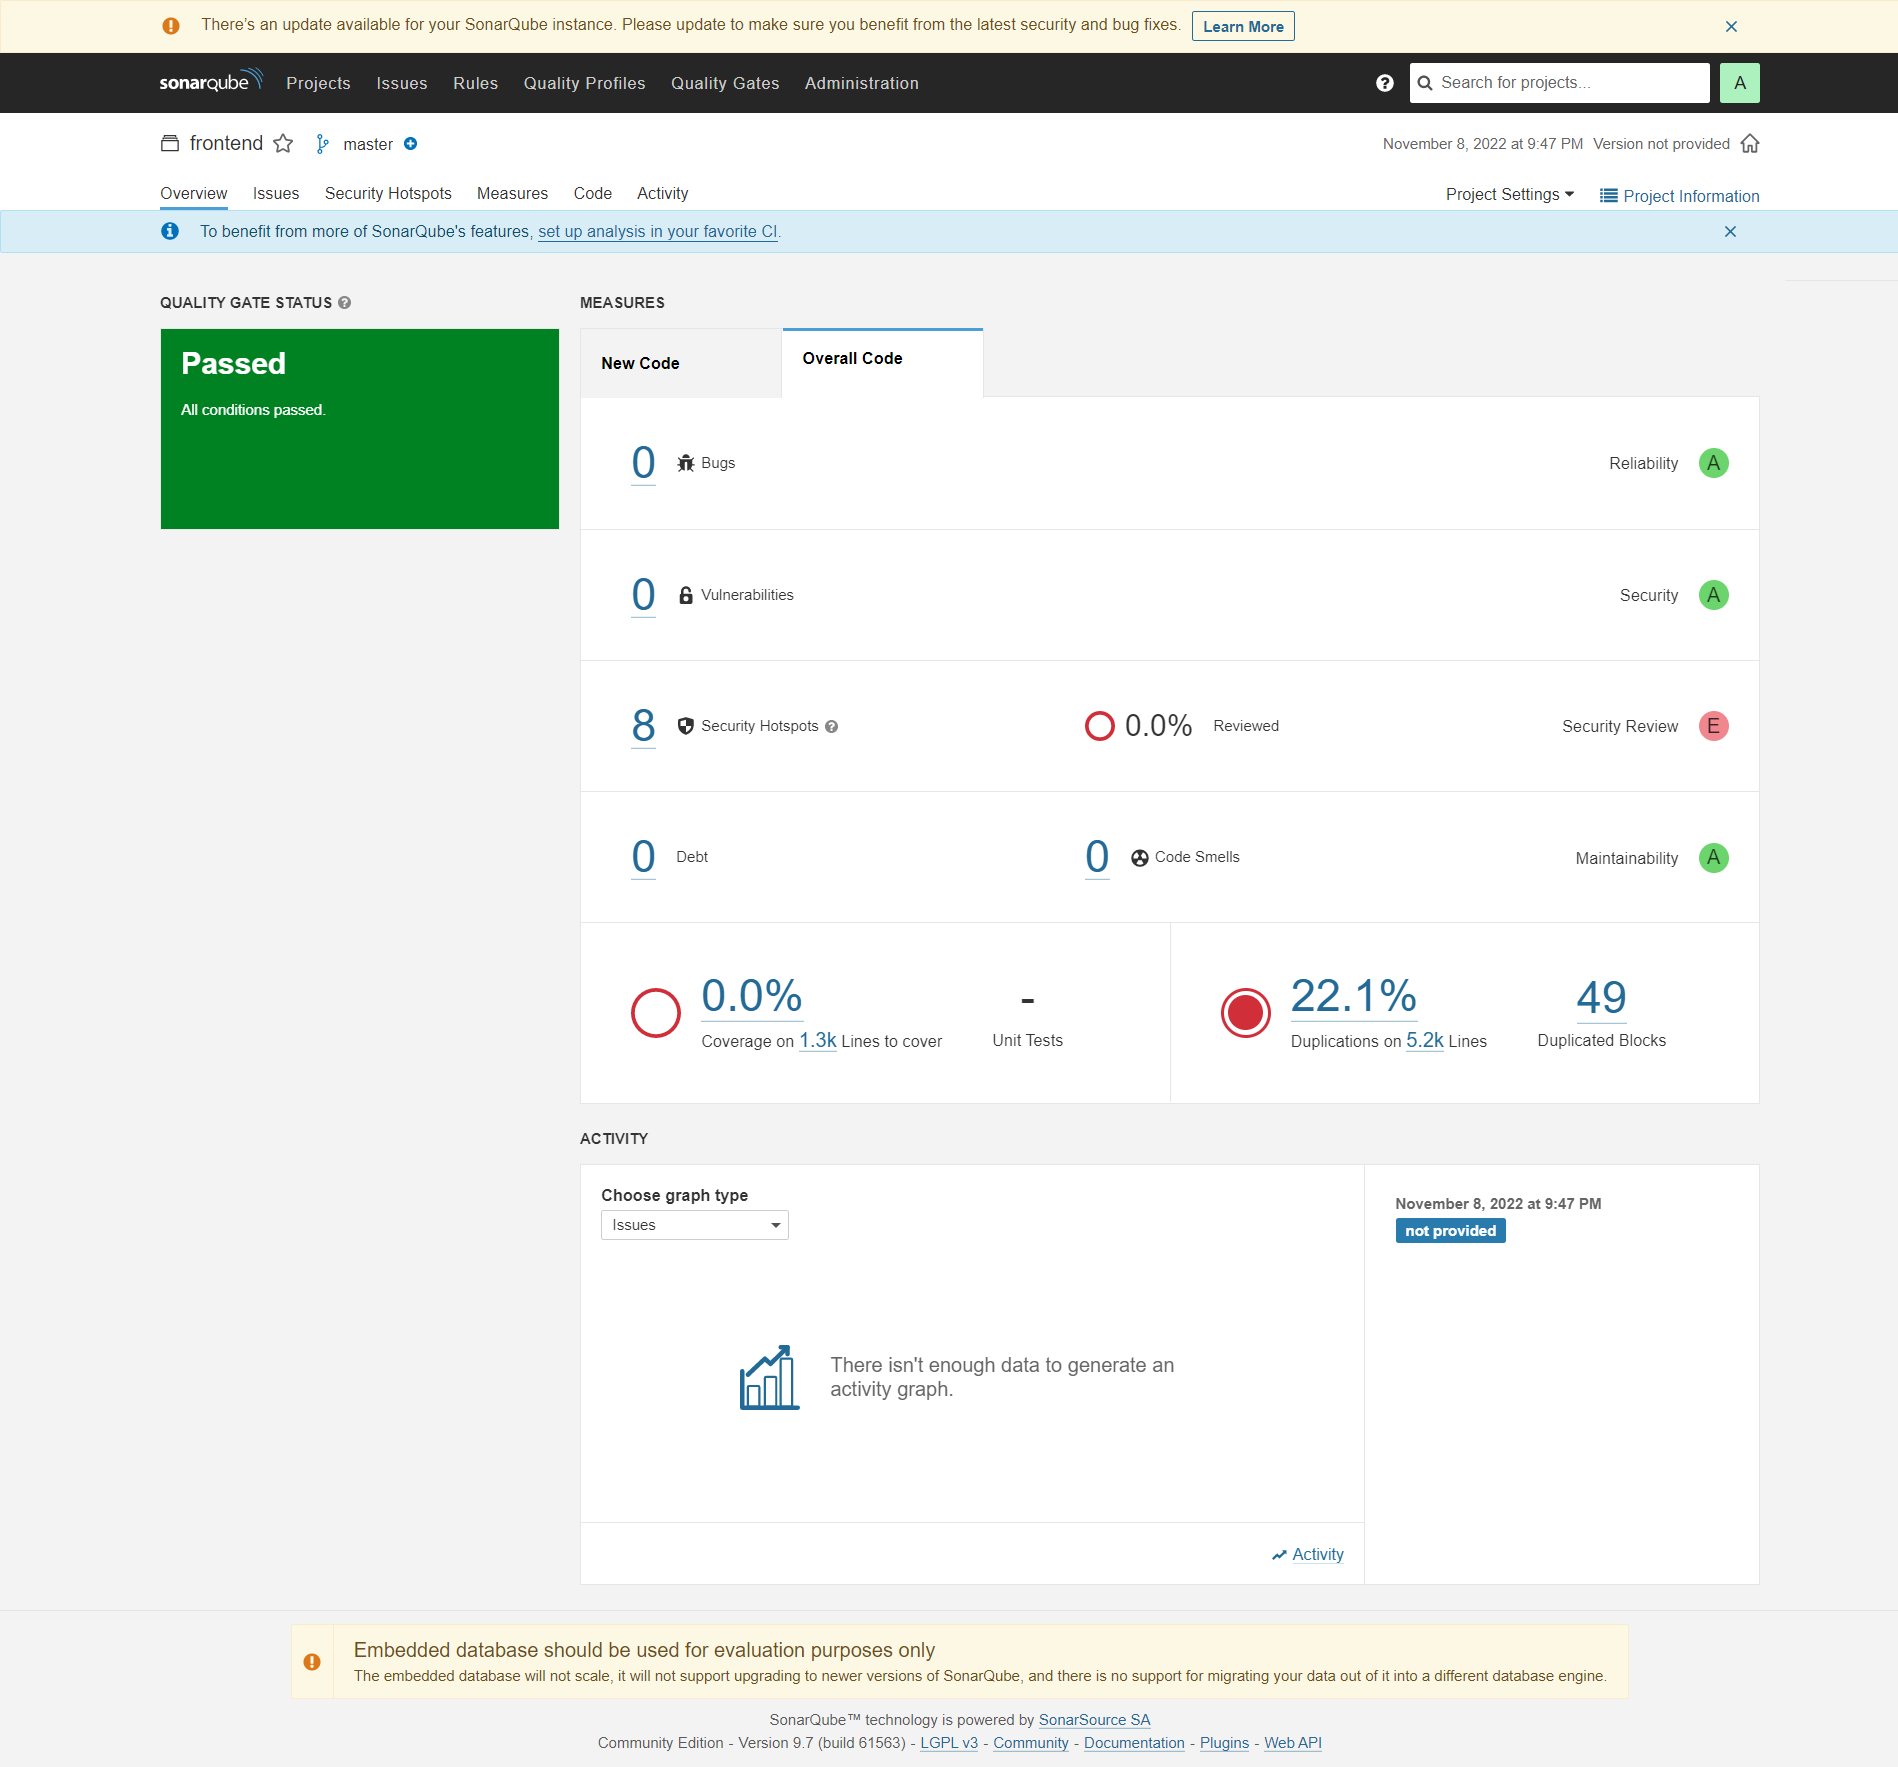 There's an update available for your SonarQube instance. Please update to make sure you benefit from the latest security and bug fixes. Learn More
sonarqube Projects Issues Rules Quality Profiles Quality Gates Administration Search for projects... A
frontend master November 8, 2022 at 9:47 PM Version not provided
Overview Issues Security Hotspots Measures Code Activity Project Settings Project Information
To benefit from more of SonarQube's features, set up analysis in your favorite CI.
QUALITY GATE STATUS
Passed
All conditions passed.
MEASURES
New Code Overall Code
0 Bugs Reliability A
0 Vulnerabilities Security A
8 Security Hotspots 0.0% Reviewed Security Review E
0 Debt 0 Code Smells Maintainability A
0.0% - 22.1% 49
Coverage on 1.3k Lines to cover Unit Tests Duplications on 5.2k Lines Duplicated Blocks
ACTIVITY
Choose graph type
Issues
November 8, 2022 at 9:47 PM
not provided
There isn't enough data to generate an
activity graph.
Activity
Embedded database should be used for evaluation purposes only
The embedded database will not scale, it will not support upgrading to newer versions of SonarQube, and there is no support for migrating your data out of it into a different database engine.
SonarQube™ technology is powered by SonarSource SA
Community Edition - Version 9.7 (build 61563) - LGPL v3 - Community - Documentation - Plugins - Web API